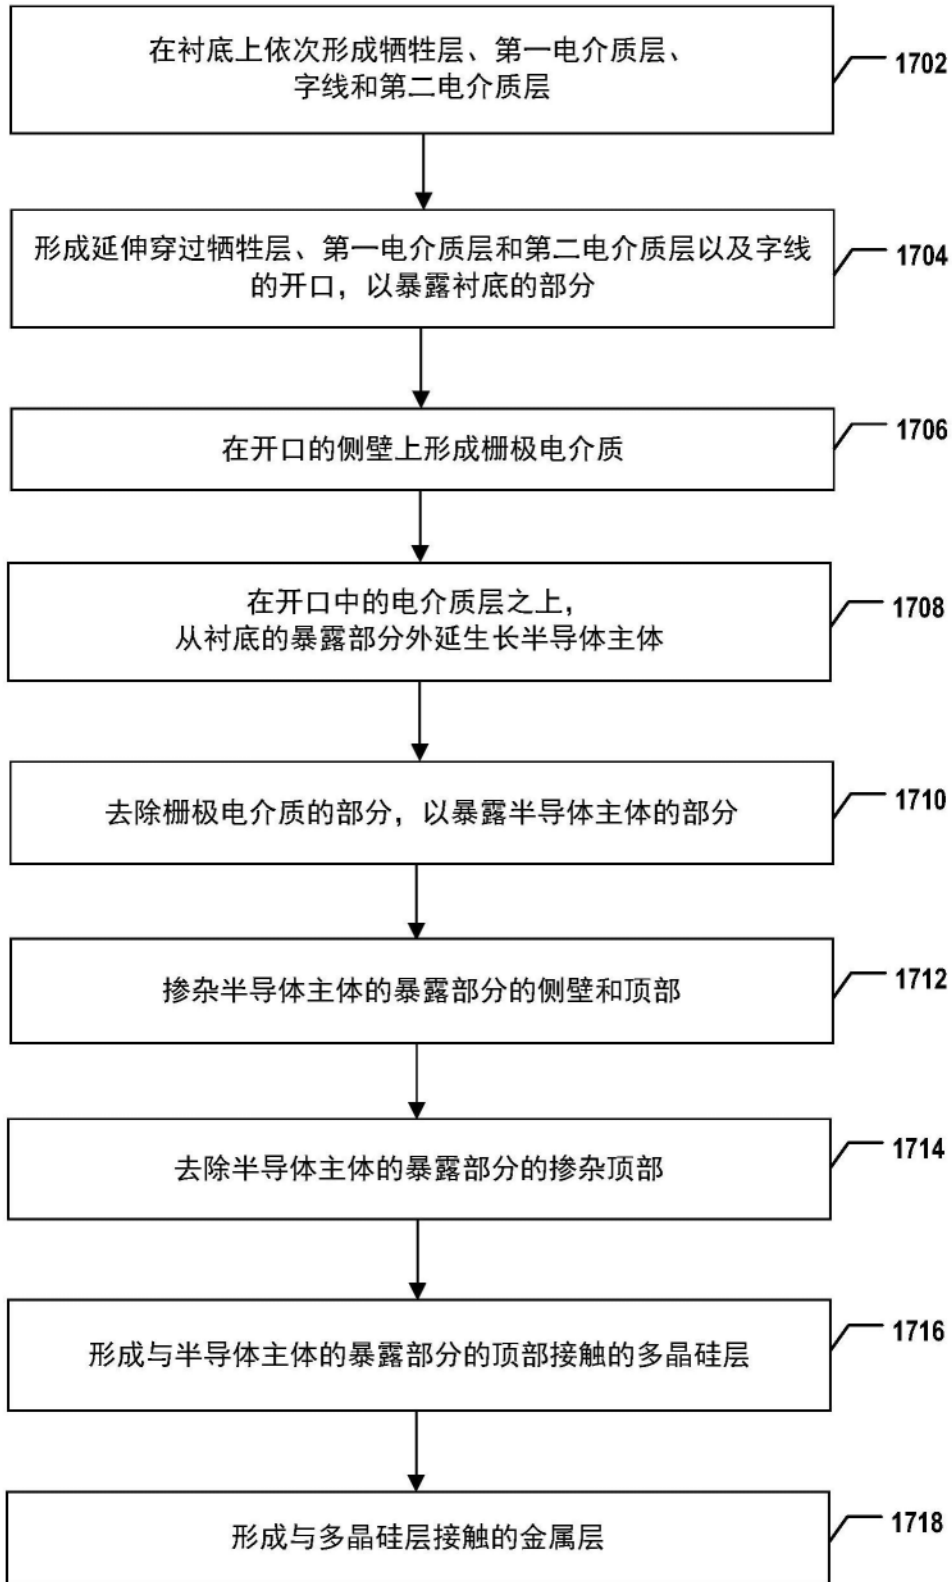 在衬底上依次形成牺牲层、第一电介质层、
字线和第二电介质层
1702
形成延伸穿过牺牲层、第一电介质层和第二电介质层以及字线
的开口，以暴露衬底的部分
1704
在开口的侧壁上形成栅极电介质
1706
在开口中的电介质层之上，
从衬底的暴露部分外延生长半导体主体
1708
去除栅极电介质的部分，以暴露半导体主体的部分
1710
掺杂半导体主体的暴露部分的侧壁和顶部
1712
去除半导体主体的暴露部分的掺杂顶部
1714
形成与半导体主体的暴露部分的顶部接触的多晶硅层
1716
形成与多晶硅层接触的金属层
1718